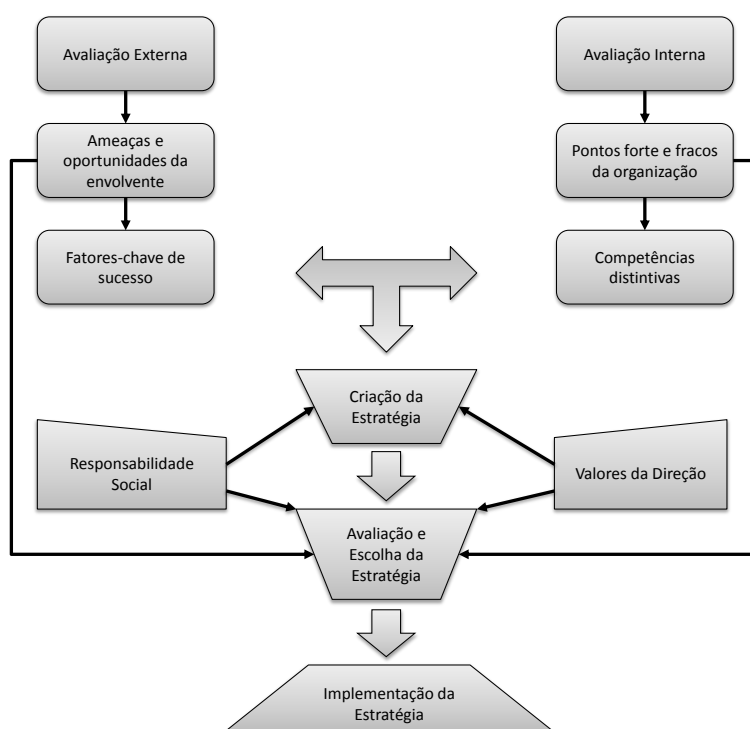 Avaliação Externa
Avaliação Interna
Ameaças e
oportunidades da
envolvente
Pontos forte e fracos
da organização
Fatores-chave de
sucesso
Competências
distintivas
Criação da
Estratégia
Responsabilidade
Social
Valores da Direção
Avaliação e
Escolha da
Estratégia
Implementação da
Estratégia